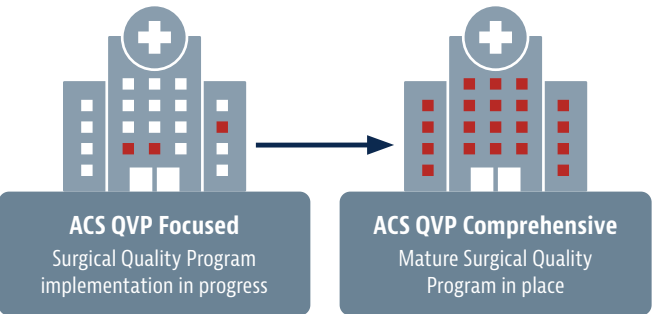 ACS QVP Focused
Surgical Quality Program
implementation in progress
ACS QVP Comprehensive
Mature Surgical Quality
Program in place